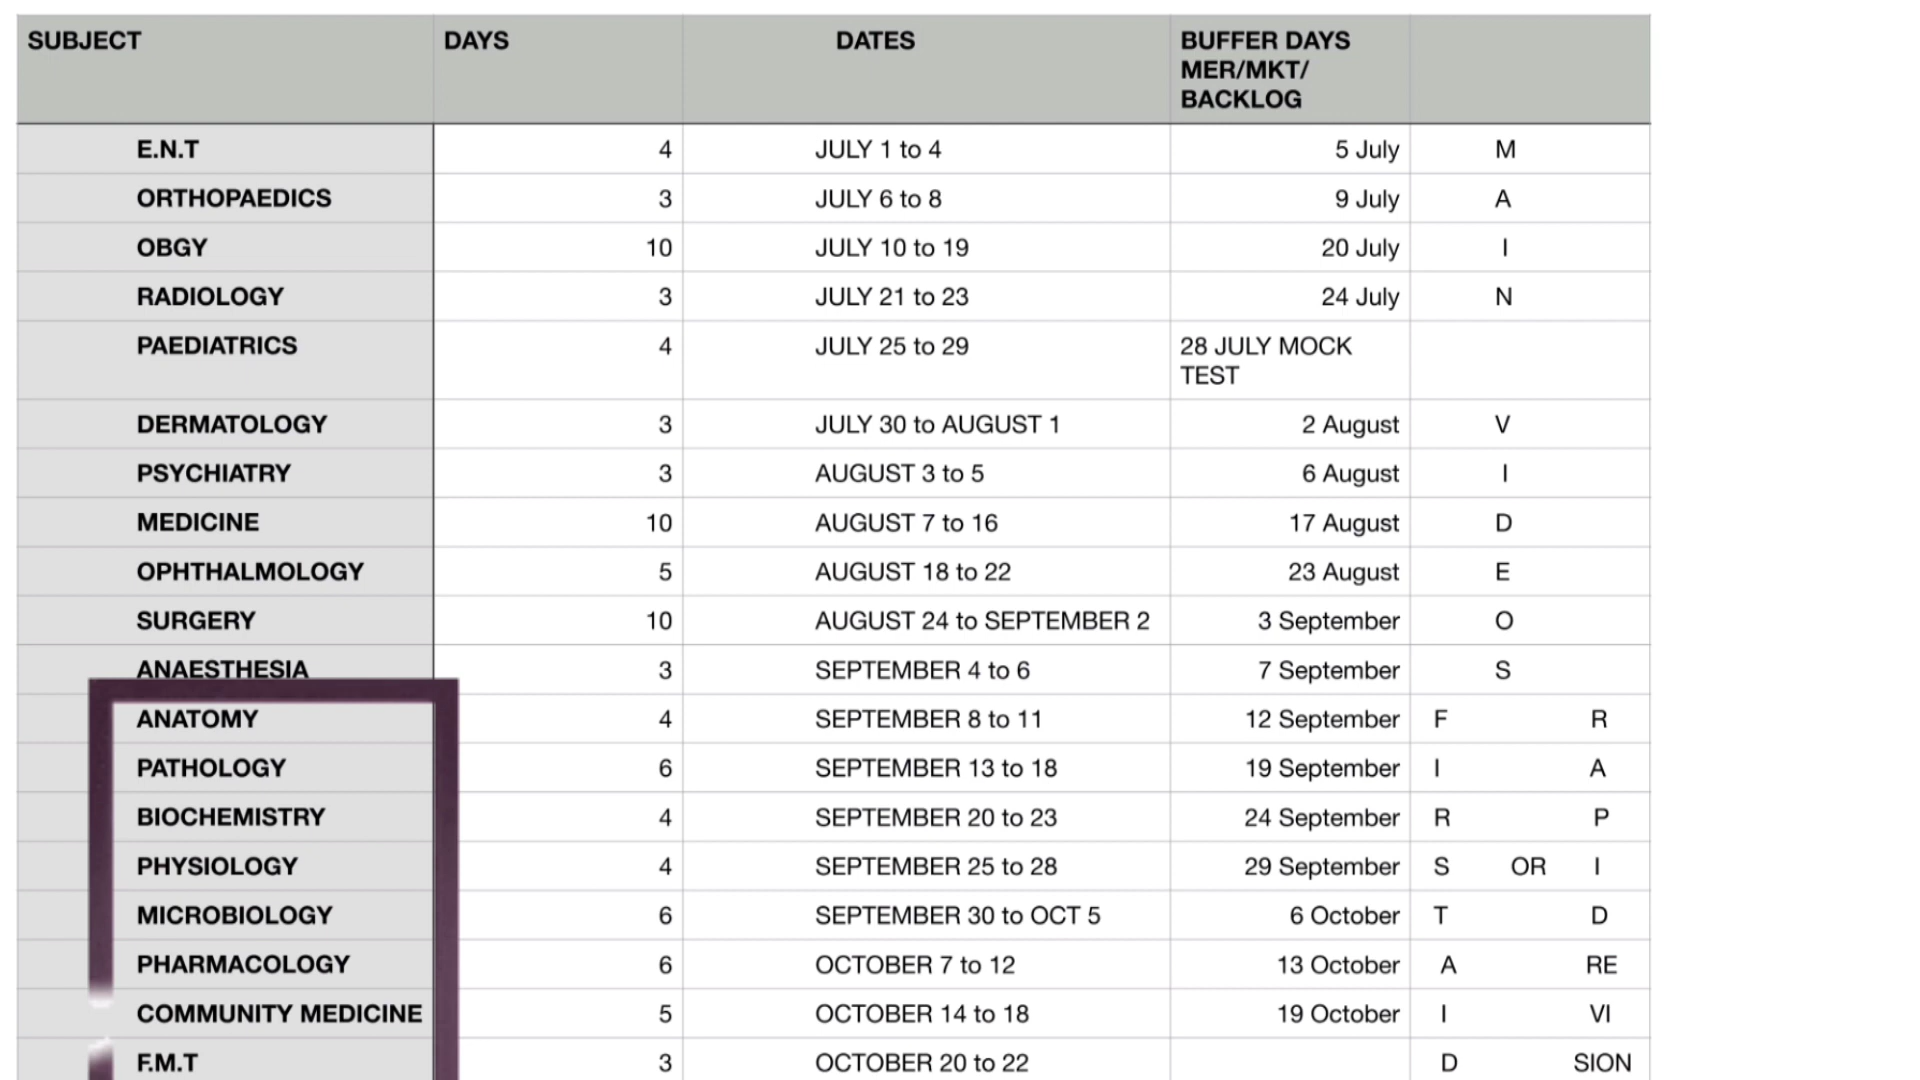 SUBJECT DAYS DATES BUFFER DAYS
MER/MKT/
BACKLOG
E.N.T 4 JULY 1 to 4 5 July M
ORTHOPAEDICS 3 JULY 6 to 8 9 July A
OBGY 10 JULY 10 to 19 20 July I
RADIOLOGY 3 JULY 21 to 23 24 July N
PAEDIATRICS 4 JULY 25 to 29 28 JULY MOCK
TEST
DERMATOLOGY 3 JULY 30 to AUGUST 1 2 August V
PSYCHIATRY 3 AUGUST 3 to 5 6 August I
MEDICINE 10 AUGUST 7 to 16 17 August D
OPHTHALMOLOGY 5 AUGUST 18 to 22 23 August E
SURGERY 10 AUGUST 24 to SEPTEMBER 2 3 September O
ANAESTHESIA 3 SEPTEMBER 4 to 6 7 September S
ANATOMY 4 SEPTEMBER 8 to 11 12 September F R
PATHOLOGY 6 SEPTEMBER 13 to 18 19 September I A
BIOCHEMISTRY 4 SEPTEMBER 20 to 23 24 September R P
PHYSIOLOGY 4 SEPTEMBER 25 to 28 29 September S OR I
MICROBIOLOGY 6 SEPTEMBER 30 to OCT 5 6 October T D
PHARMACOLOGY 6 OCTOBER 7 to 12 13 October A RE
COMMUNITY MEDICINE 5 OCTOBER 14 to 18 19 October I VI
F.M.T 3 OCTOBER 20 to 22 D SION